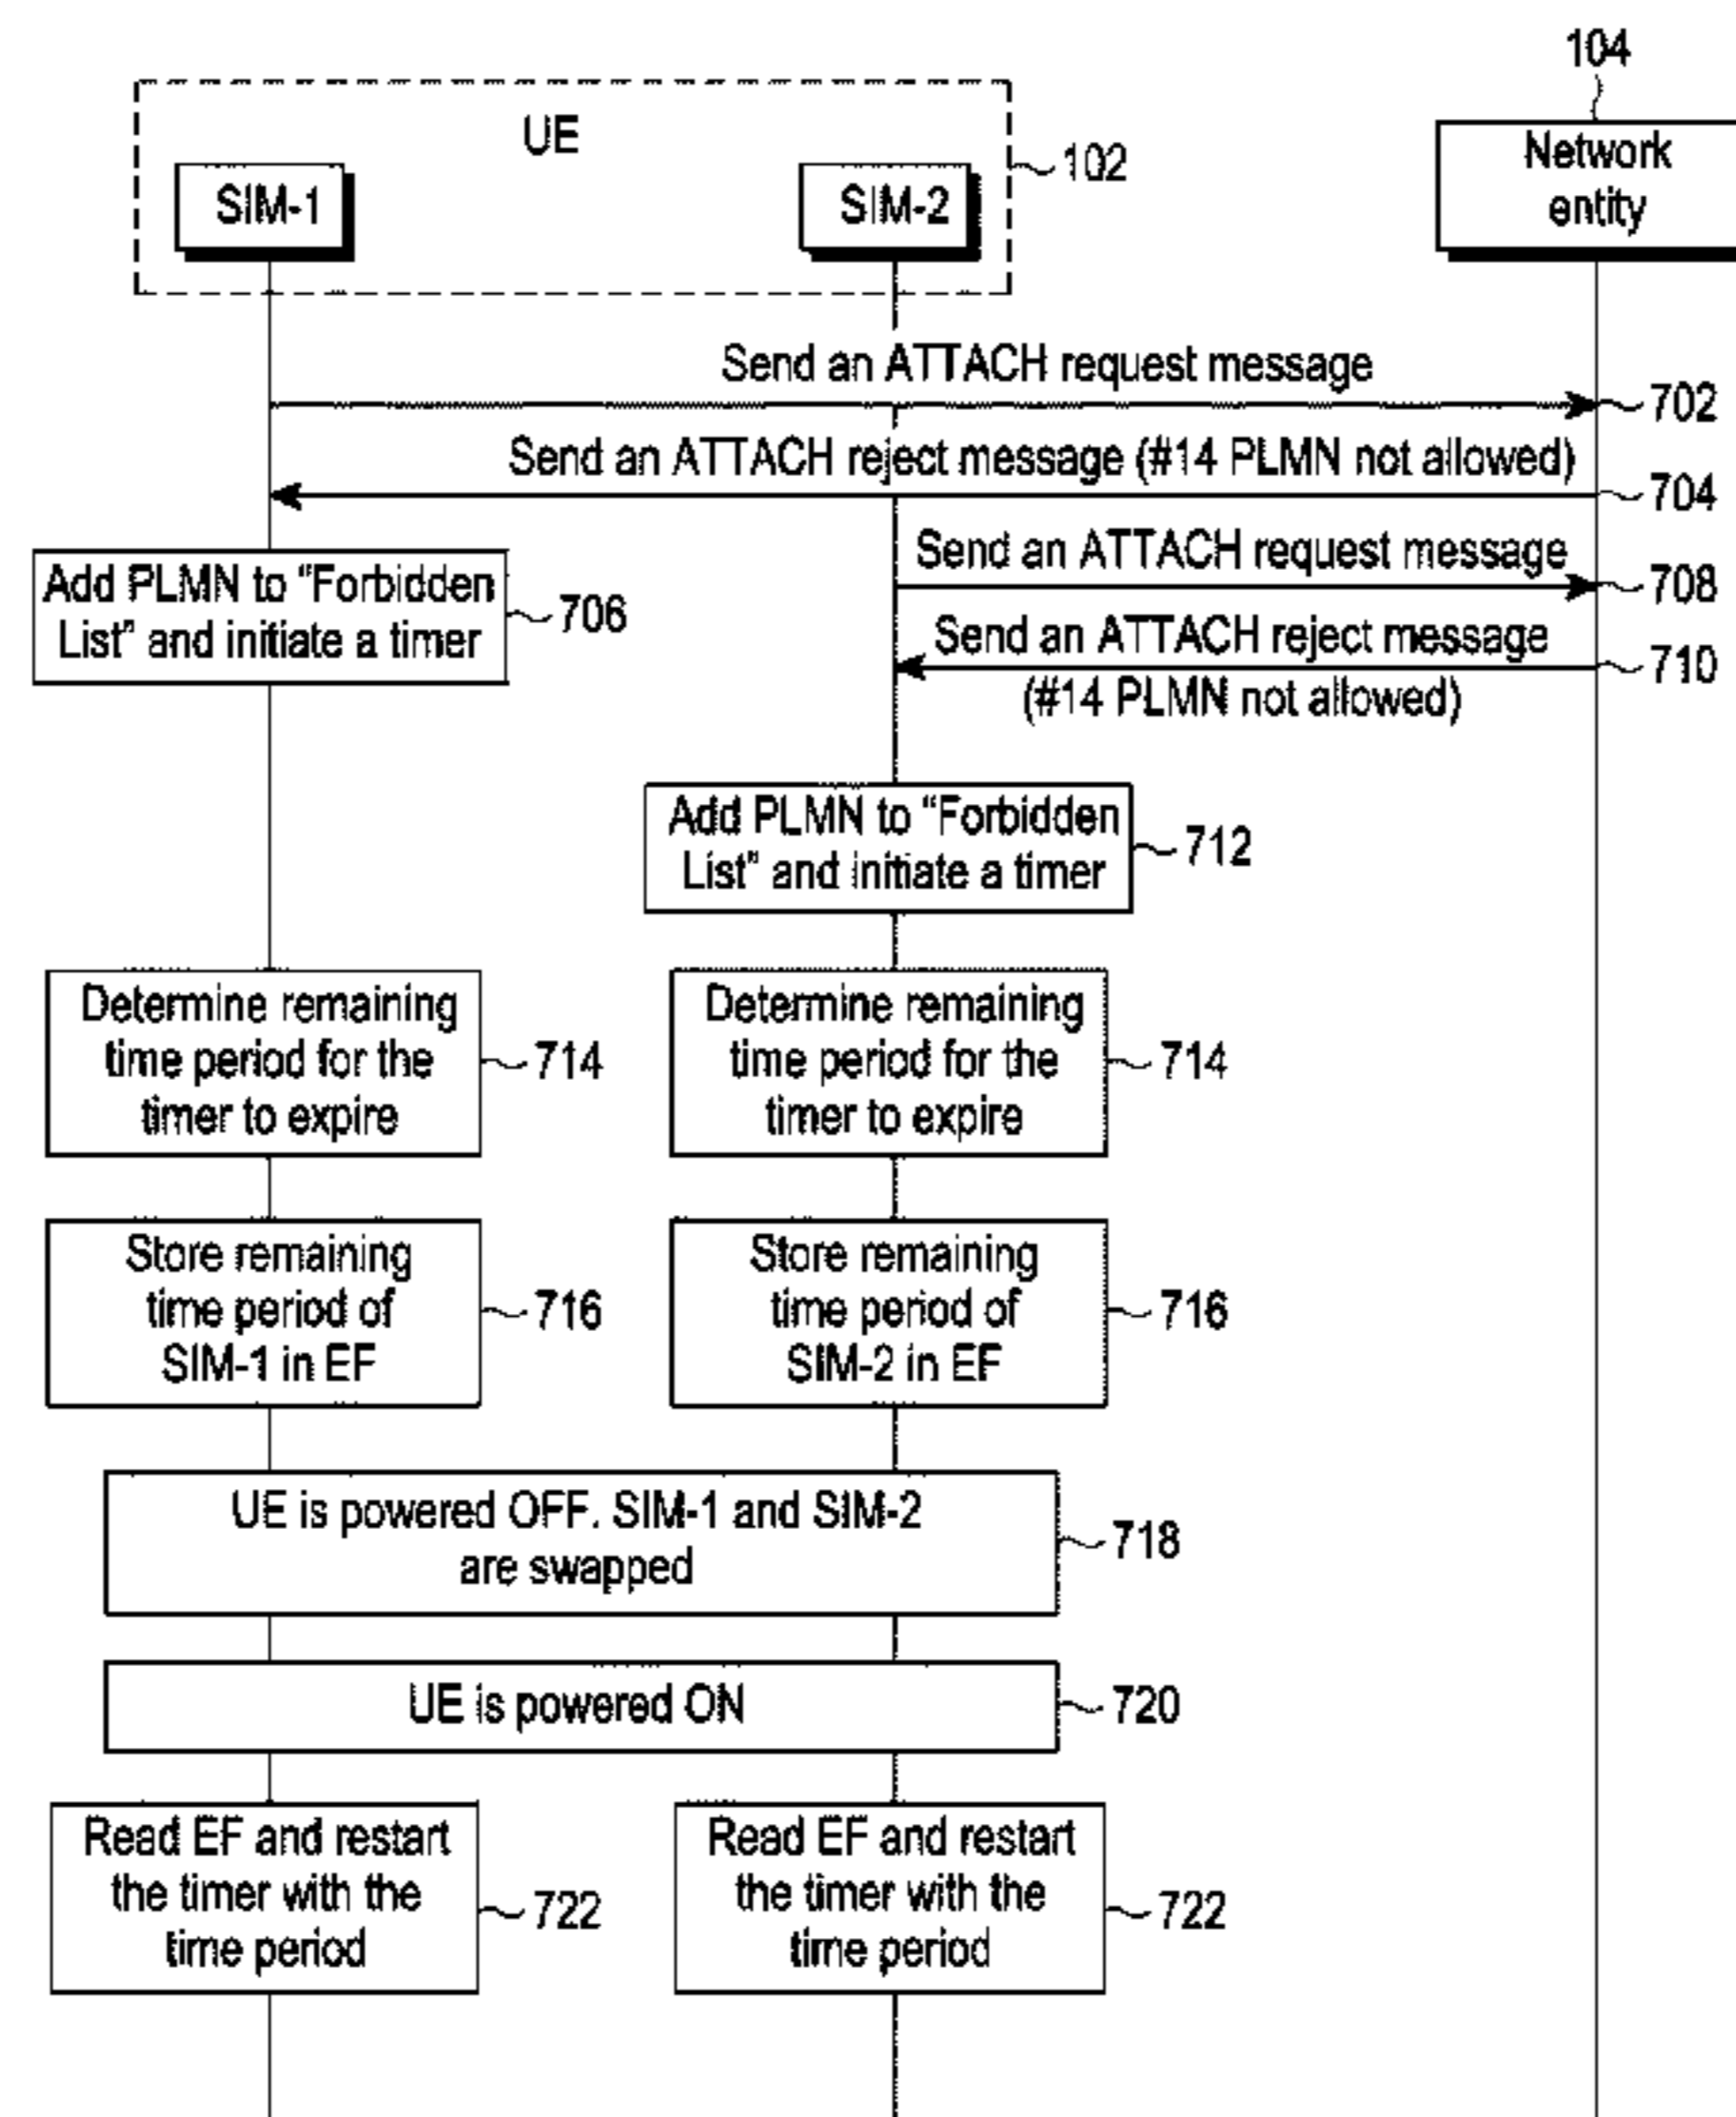 104
UE
SIM-1
SIM-2
102
Network
entity
Send an ATTACH request message
702
Send an ATTACH reject message (#14 PLMN not allowed)
704
Add PLMN to “Forbidden
List” and initiate a timer
706
Send an ATTACH request message
708
Send an ATTACH reject message
(#14 PLMN not allowed)
710
Add PLMN to “Forbidden
List” and initiate a timer
712
Determine remaining
time period for the
timer to expire
714
Determine remaining
time period for the
timer to expire
714
Store remaining
time period of
SIM-1 in EF
716
Store remaining
time period of
SIM-2 in EF
716
UE is powered OFF. SIM-1 and SIM-2
are swapped
718
UE is powered ON
720
Read EF and restart
the timer with the
time period
722
Read EF and restart
the timer with the
time period
722